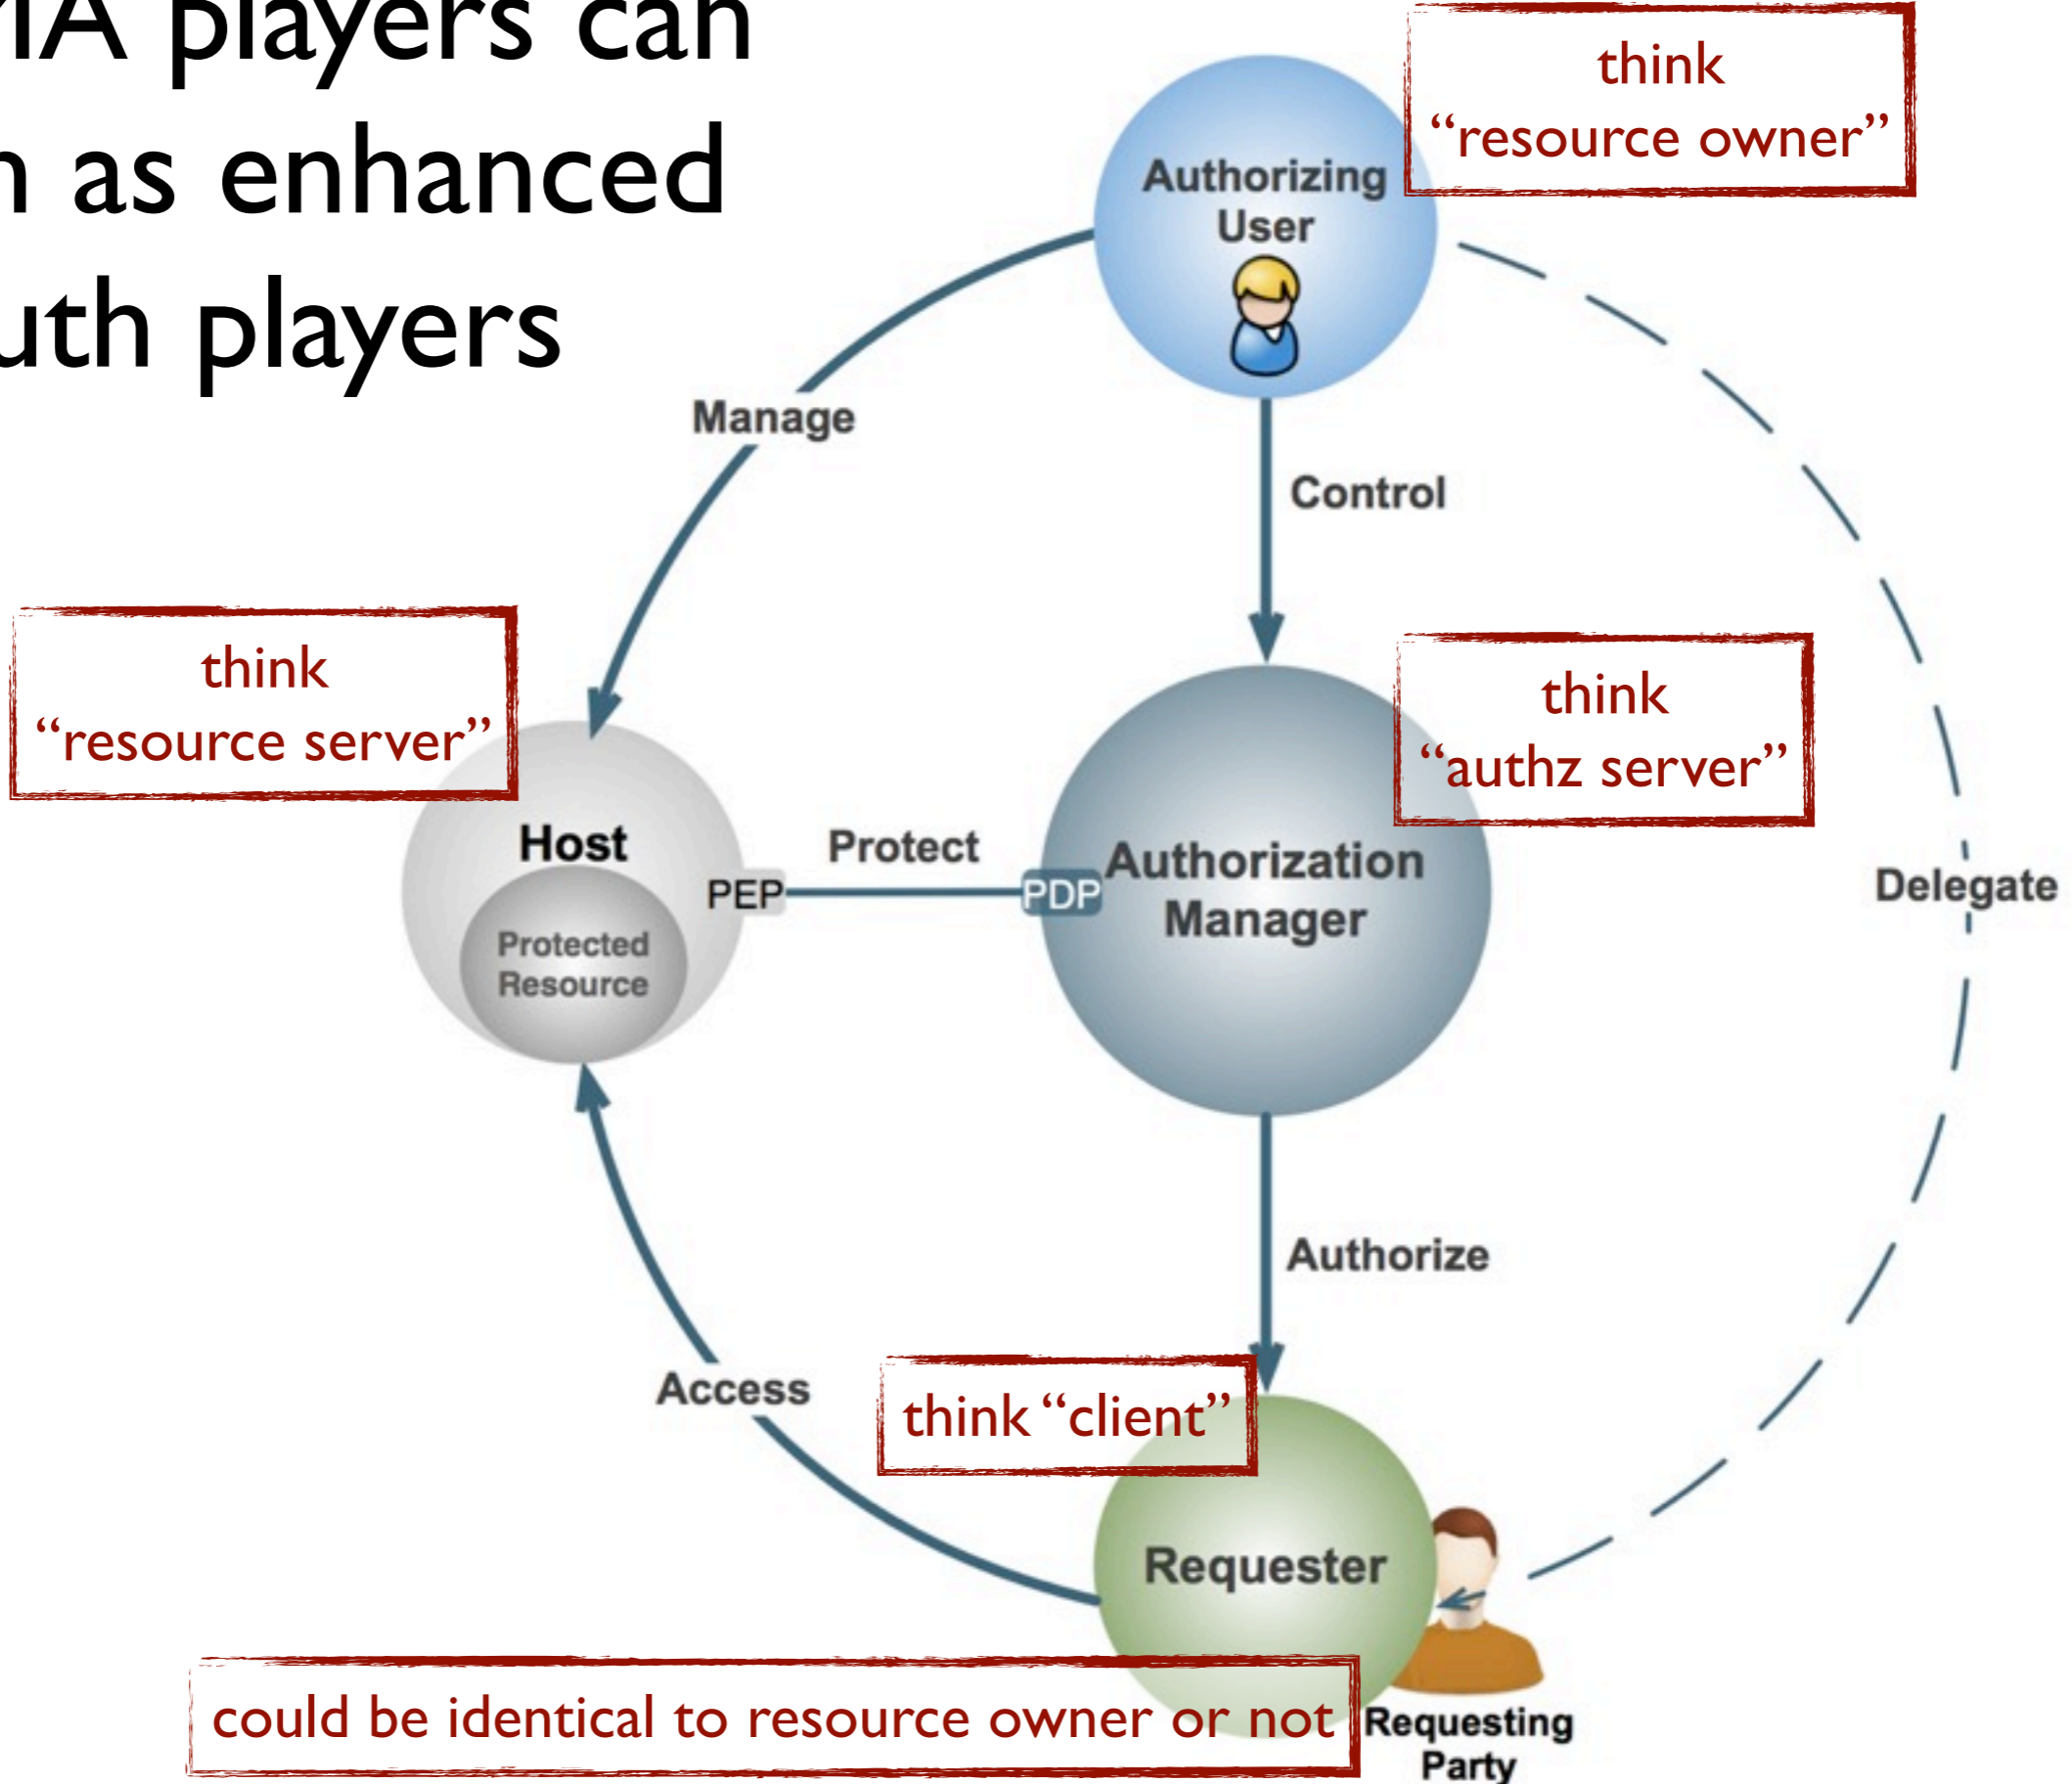 players can
as enhanced
players
think
“resource owner”
Authorizing
User
Manage
Control
think
“resource server”
think
“authz server”
Host
Protect
PEP
PDP
Authorization
Manager
Protected
Resource
Delegate
Authorize
Access
think “client”
Requester
could be identical to resource owner or not
Requesting
Party